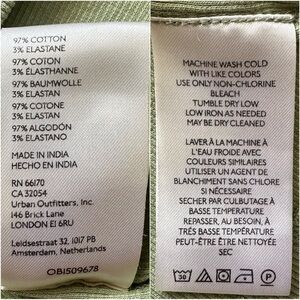 97% COTTON
3% ELASTANE
97% COTON
3% ÉLASTHANNE
97% BAUMWOLLE
3% ELASTAN
97% COTONE
3% ELASTAN
97% ALGODÓN
3% ELASTANO
MADE IN INDIA
HECHO EN INDIA
RN 66170
CA 32054
Urban Outfitters, Inc.
146 Brick Lane
LONDON E1 6RU
Leidsestraat 32, 1017 PB
Amsterdam, Netherlands
OB1509678
MACHINE WASH COLD
WITH LIKE COLORS
USE ONLY NON-CHLORINE
BLEACH
TUMBLE DRY LOW
LOW IRON AS NEEDED
MAY BE DRY CLEANED
LAVER À LA MACHINE À
L'EAU FROIDE AVEC
COULEURS SIMILAIRES
UTILISER UN AGENT DE
BLANCHIMENT SANS CHLORE
SI NÉCESSAIRE
SECHER PAR CULBUTAGE À
BASSE TEMPERATURE
REPASSER, AU BESOIN, À
TRÉS BASSE TEMPÉRATURE
PEUT-ÊTRE ÊTRE NETTOYÉE
SEC
30
P